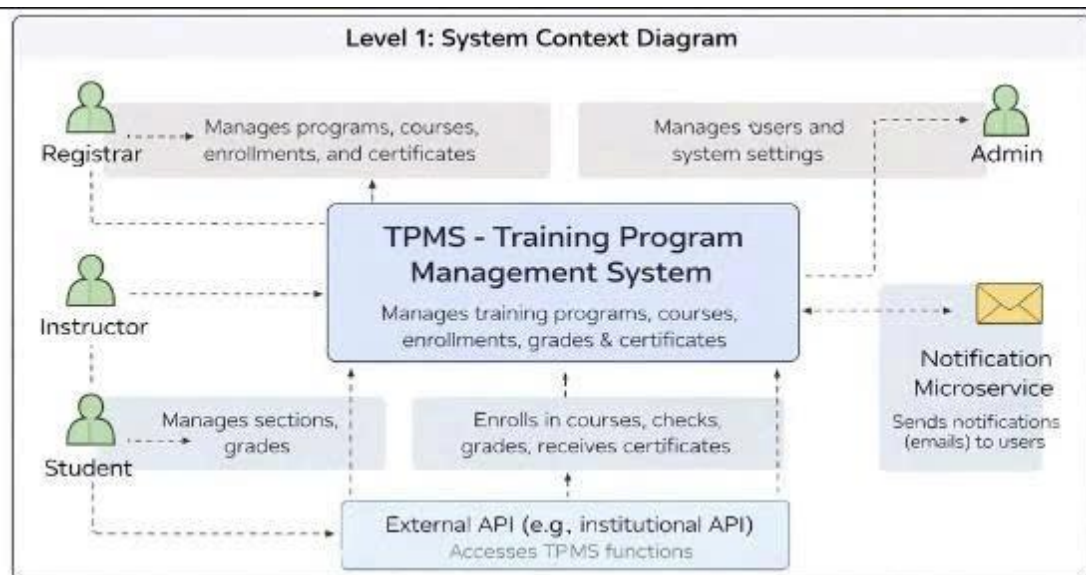 Level 1: System Context Diagram
Registrar
Manages programs, courses,
enrollments, and certificates
Manages users and
system settings
Admin
TPMS - Training Program
Management System
Manages training programs, courses,
enrollments, grades & certificates
Instructor
Notification
Microservice
Sends notifications
(emails) to users
Student
Manages sections,
grades
Enrolls in courses, checks,
grades, receives certificates
External API (e.g., institutional API)
Accesses TPMS functions